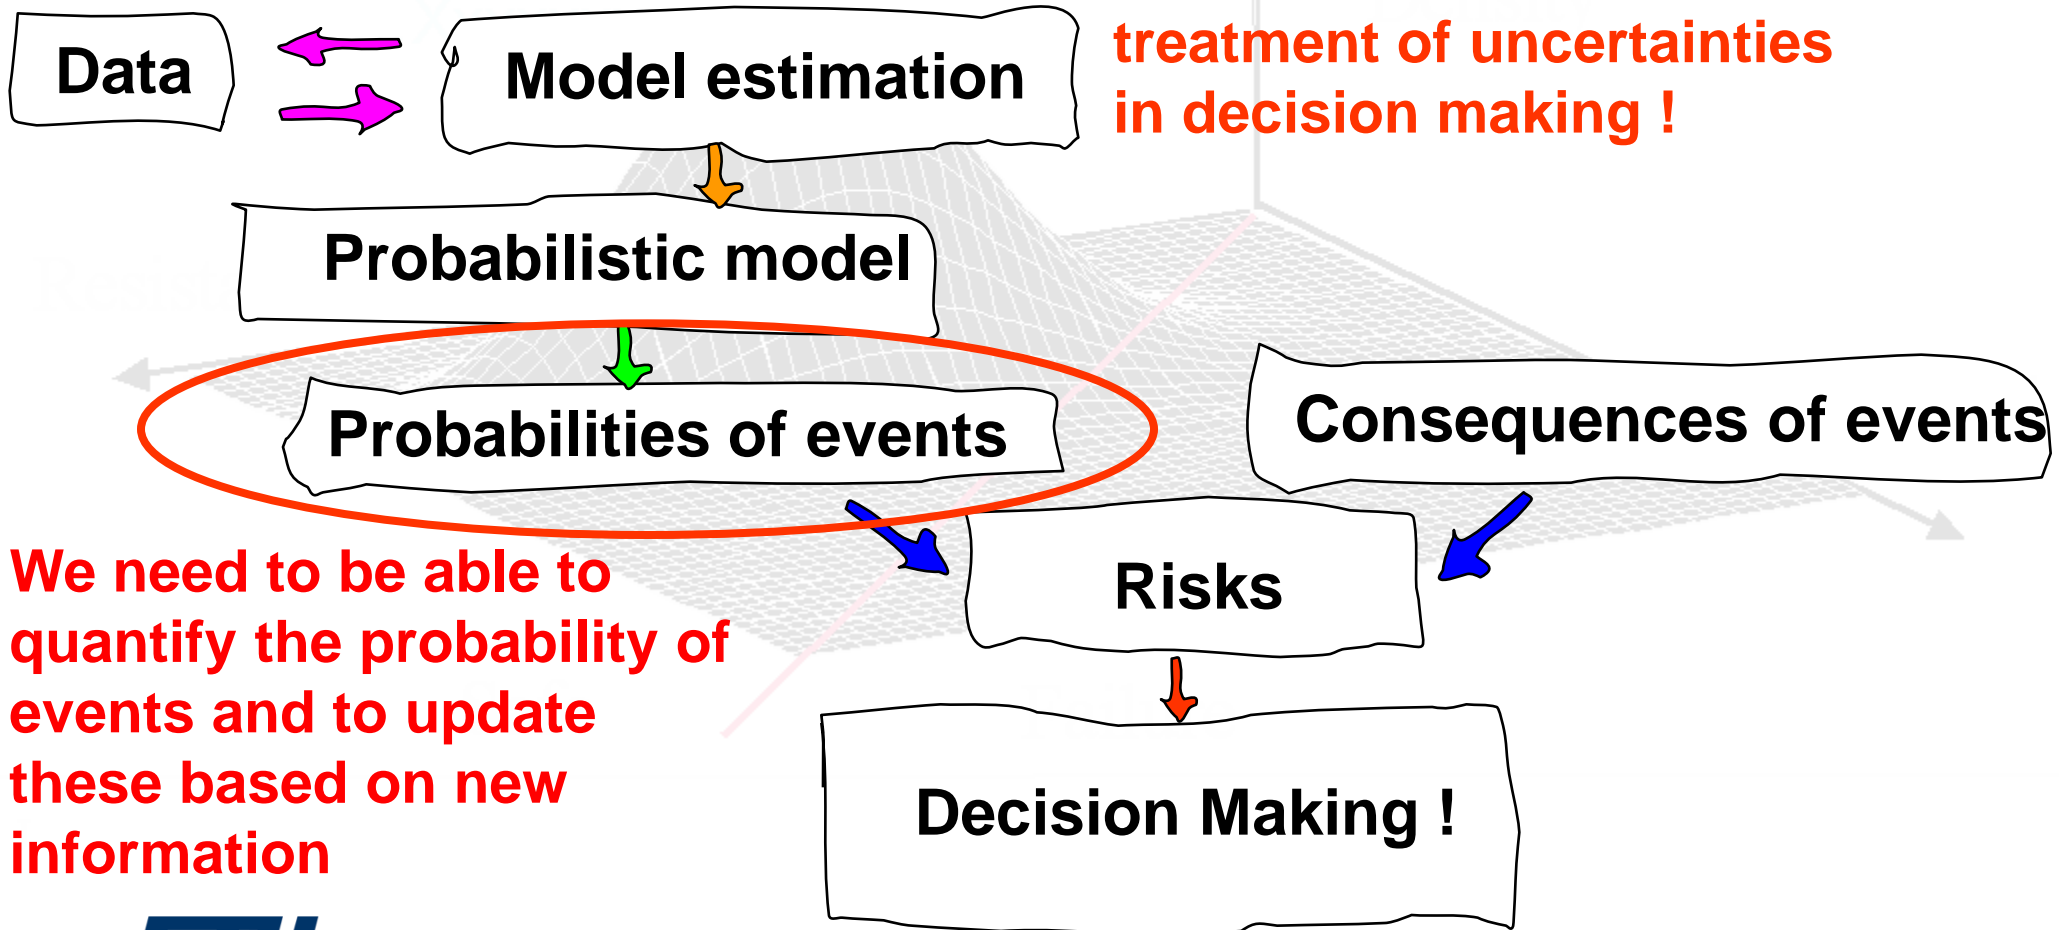 Data
Model estimation
treatment of uncertainties
in decision making !
Probabilistic model
Probabilities of events
Consequences of events
We need to be able to
quantify the probability of
events and to update
these based on new
information
Risks
Decision Making !